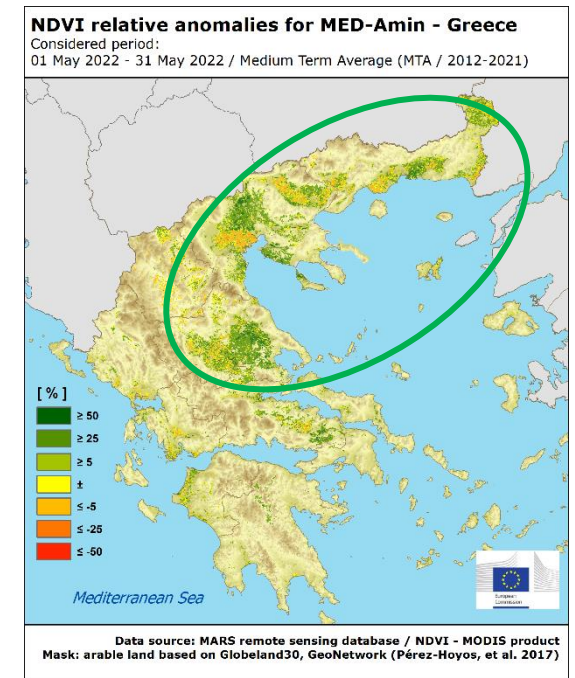 NDVI relative anomalies for MED-Amin - Greece
Considered period:
01 May 2022 - 31 May 2022 / Medium Term Average (MTA / 2012-2021)
[ % ]
≥ 50
≥ 25
≥ 5
±
≤ -5
≤ -25
≤ -50
Mediterranean Sea
European
Commission
Data source: MARS remote sensing database / NDVI - MODIS product
Mask: arable land based on Globeland30, GeoNetwork (Pérez-Hoyos, et al. 2017)